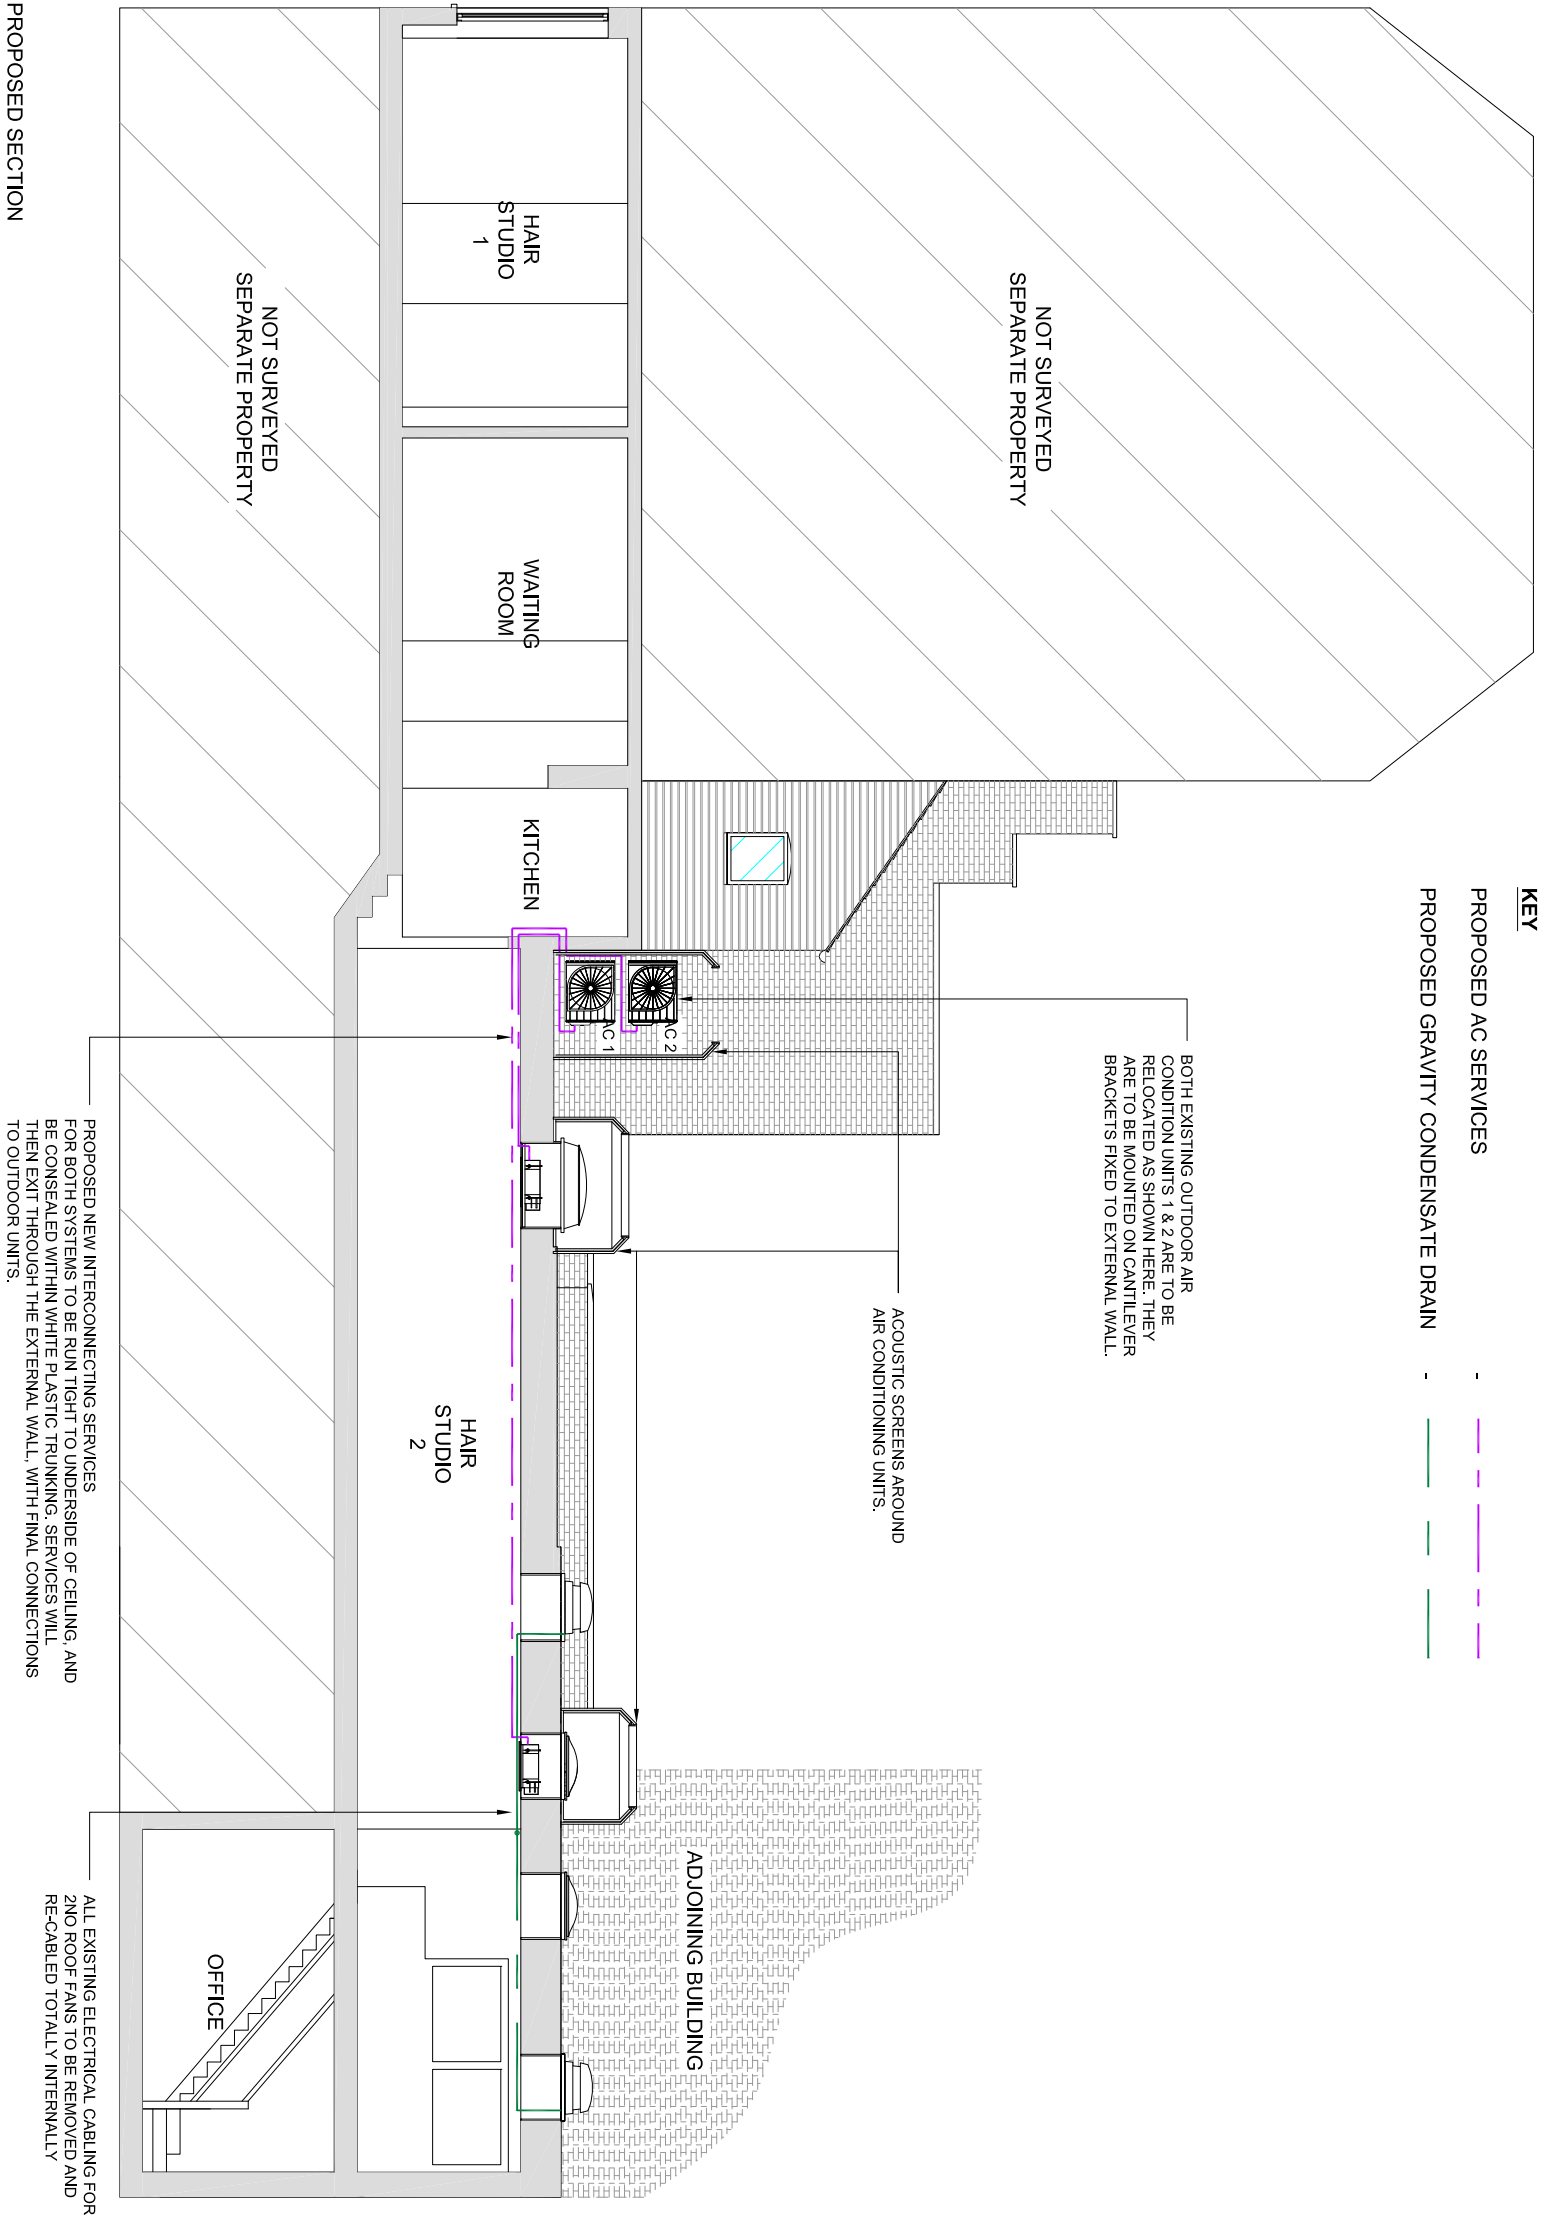 KEY
PROPOSED AC SERVICES -
PROPOSED GRAVITY CONDENSATE DRAIN -
BOTH EXISTING OUTDOOR AIR
CONDITION UNITS 1 & 2 ARE TO BE
RELOCATED AS SHOWN HERE. THEY
ARE TO BE MOUNTED ON CANTILEVER
BRACKETS FIXED TO EXTERNAL WALL.
NOT SURVEYED
SEPARATE PROPERTY
ACOUSTIC SCREENS AROUND
AIR CONDITIONING UNITS.
ADJOINING BUILDING
AC 2
AC 1
HAIR
STUDIO
1
WAITING
ROOM
KITCHEN
HAIR
STUDIO
2
NOT SURVEYED
SEPARATE PROPERTY
OFFICE
PROPOSED NEW INTERCONNECTING SERVICES
FOR BOTH SYSTEMS TO BE RUN TIGHT TO UNDERSIDE OF CEILING, AND
BE CONSEALED WITHIN WHITE PLASTIC TRUNKING. SERVICES WILL
THEN EXIT THROUGH THE EXTERNAL WALL, WITH FINAL CONNECTIONS
TO OUTDOOR UNITS.
ALL EXISTING ELECTRICAL CABLING FOR
2NO ROOF FANS TO BE REMOVED AND
RE-CABLED TOTALLY INTERNALLY
PROPOSED SECTION